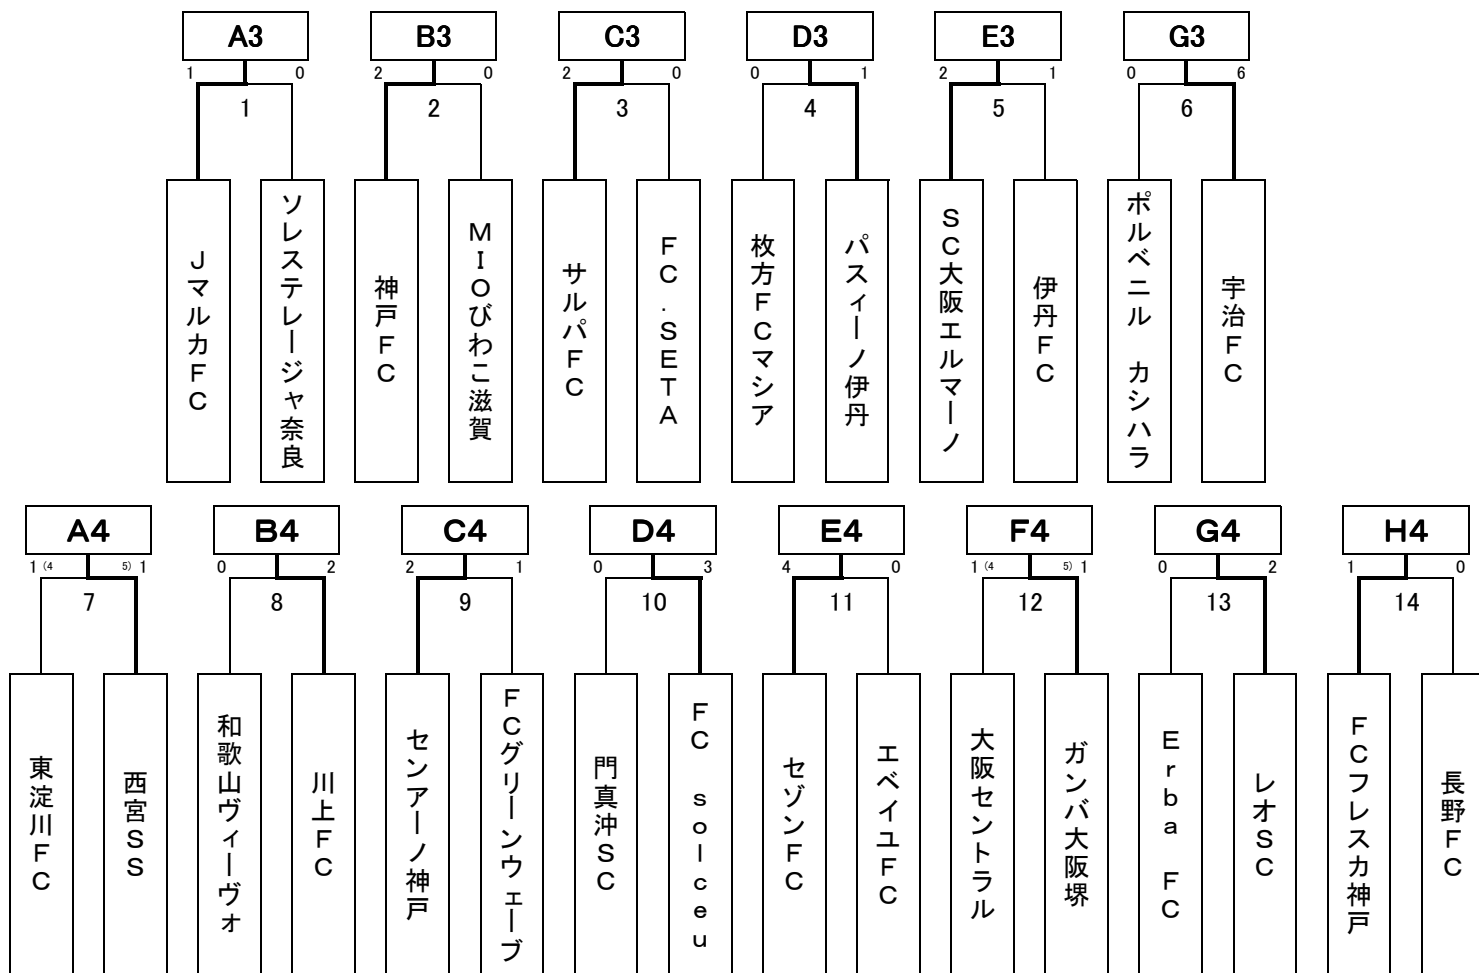 A3 B3 C3 D3 E3 G3
1 0 2 0 2 0 0 1 2 1 0 6
1 2 3 4 5 6
JマルカFC
ソレステレージャ奈良
神戸FC
MIOびわこ滋賀
サルパFC
FC.SETA
枚方FCマシア
パスィーノ伊丹
SC大阪エルマーノ
伊丹FC
ポルベニル カシハラ
宇治FC
A4 B4 C4 D4 E4 F4 G4 H4
1 (4 5) 1 0 2 2 1 0 3 4 0 1 (4 5) 1 0 2 1 0
7 8 9 10 11 12 13 14
東淀川FC
西宮SS
和歌山ヴィーヴォ
川上FC
センアーノ神戸
FCグリーンウェーブ
門真沖SC
FC solceu
セゾンFC
エベイユFC
大阪セントラル
ガンバ大阪堺
Erba FC
レオSC
FCフレスカ神戸
長野FC